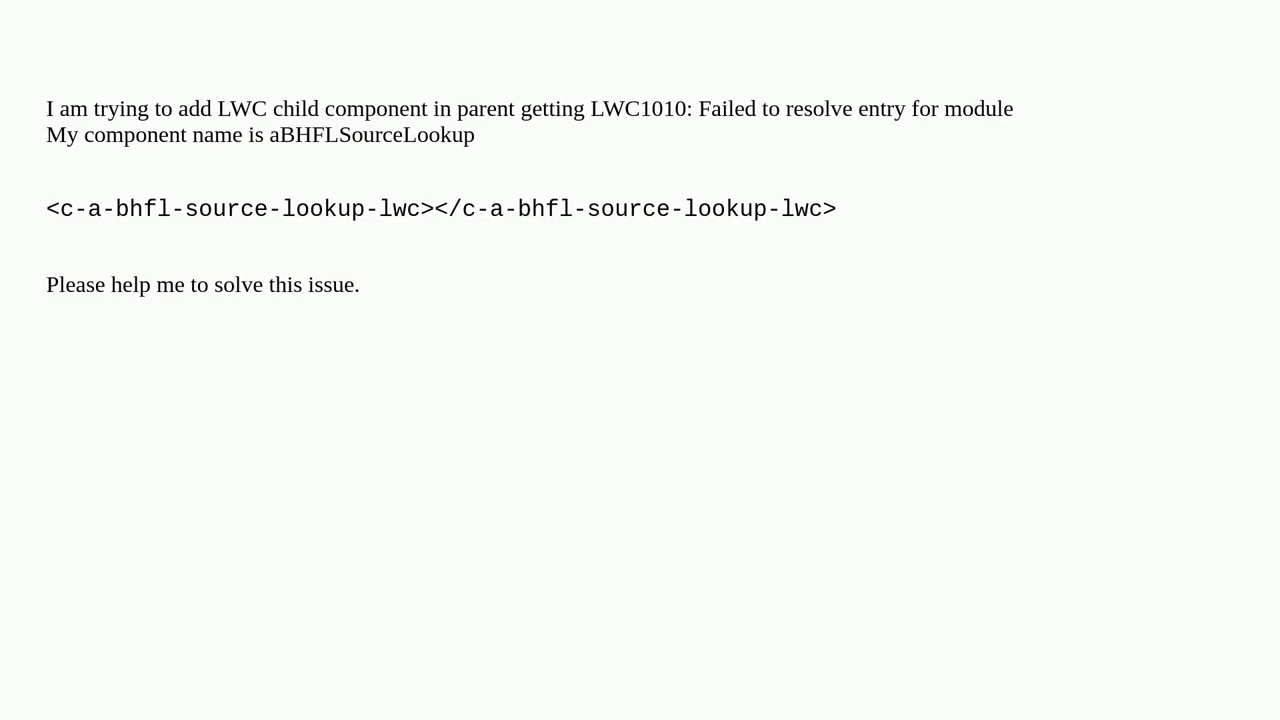 I am trying to add LWC child component in parent getting LWC1010: Failed to resolve entry for module
My component name is aBHFLSourceLookup
<c-a-bhfl-source-lookup-lwc></c-a-bhfl-source-lookup-lwc>
Please help me to solve this issue.